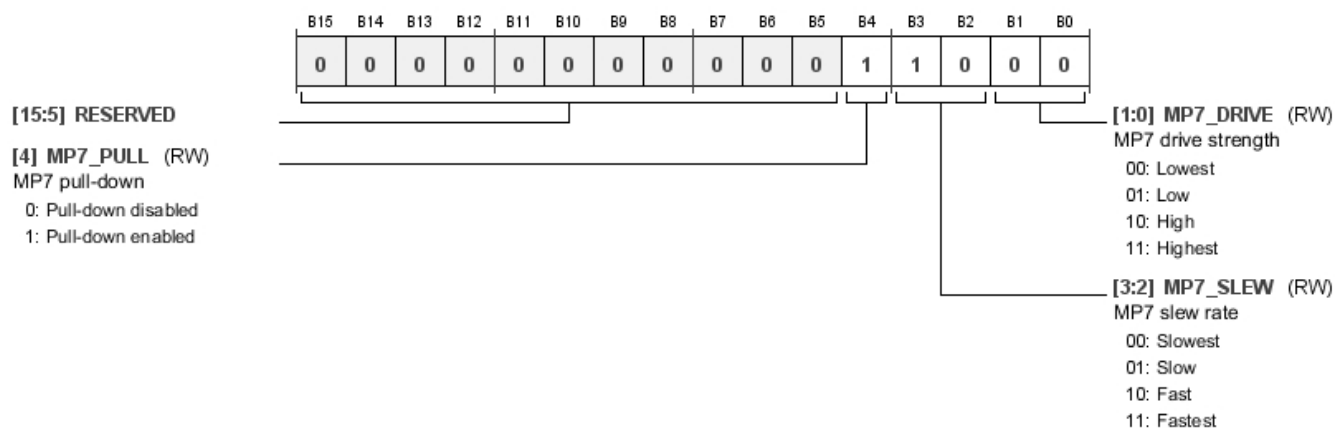 B15 B14 B13 B12 B11 B10 B9 B8 B7 B6 B5 B4 B3 B2 B1 B0
0 0 0 0 0 0 0 0 0 0 0 1 1 0 0 0
[15:5] RESERVED
[4] MP7_PULL (RW)
MP7 pull-down
0: Pull-down disabled
1: Pull-down enabled
[1:0] MP7_DRIVE (RW)
MP7 drive strength
00: Lowest
01: Low
10: High
11: Highest
[3:2] MP7_SLEW (RW)
MP7 slew rate
00: Slowest
01: Slow
10: Fast
11: Fastest